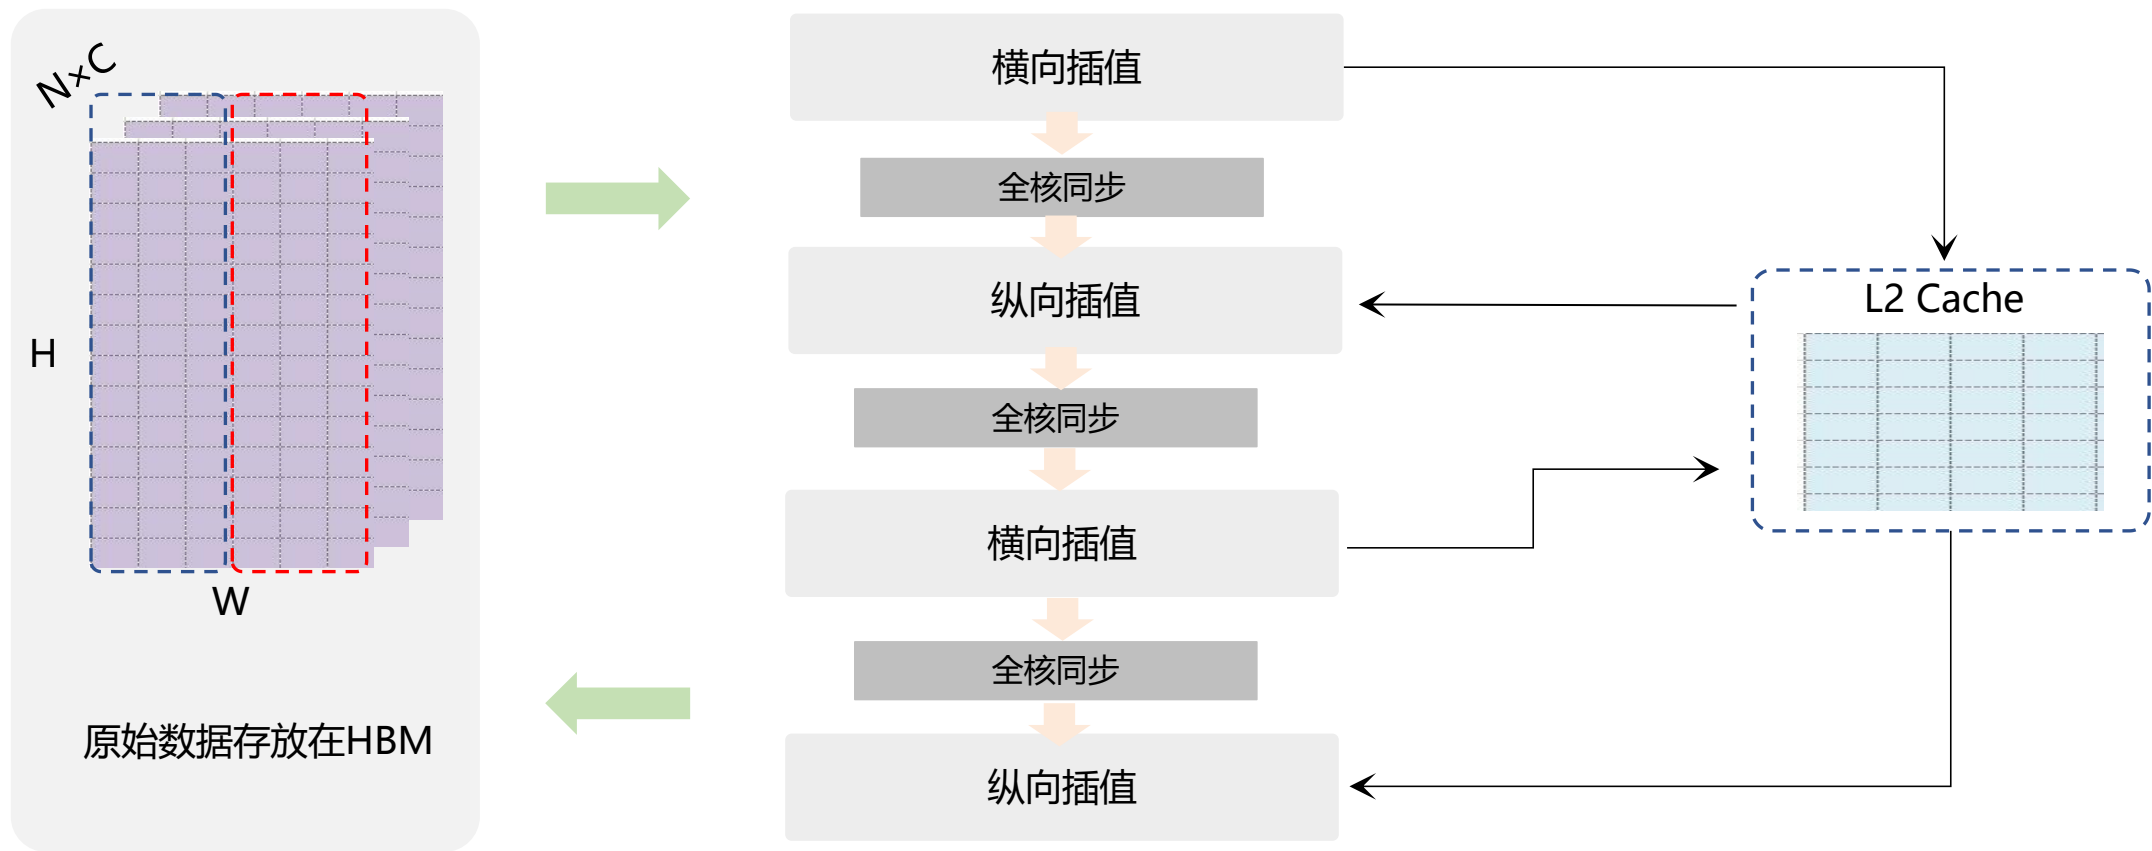 N×C
H
W
原始数据存放在HBM
横向插值
全核同步
纵向插值
全核同步
横向插值
全核同步
纵向插值
L2 Cache